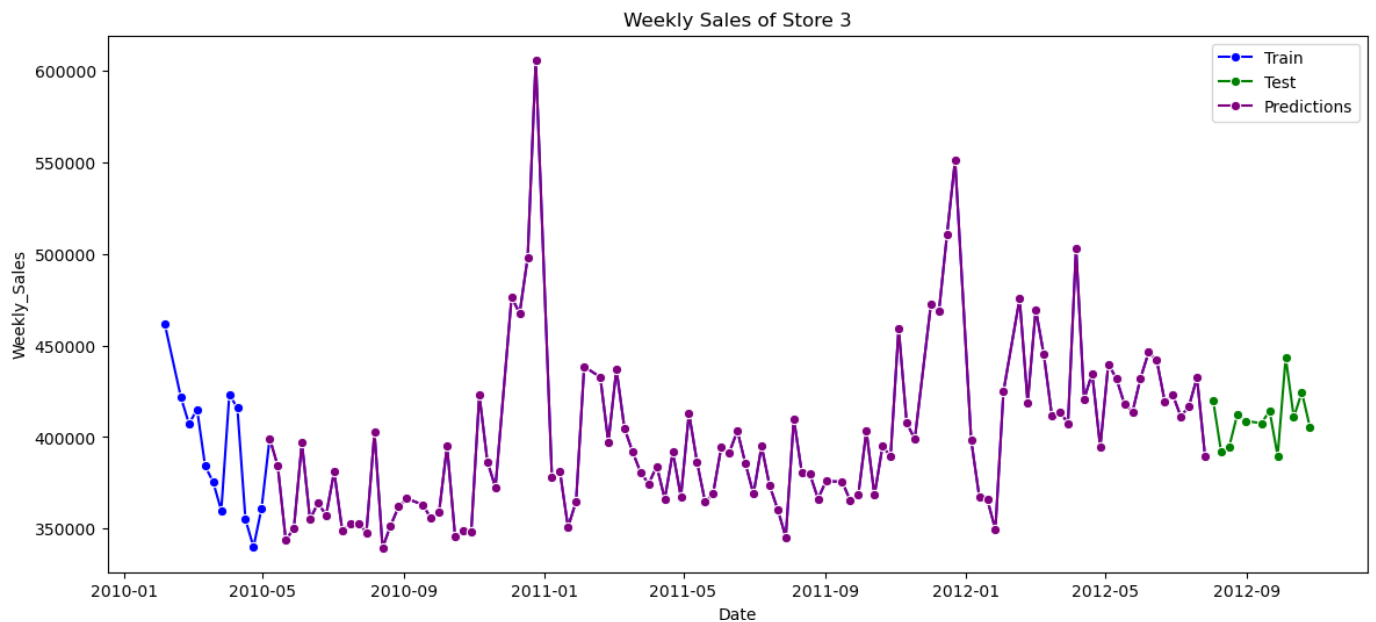 Weekly Sales of Store 3
Train
Test
Predictions
600000
550000
500000
450000
400000
350000
Weekly_Sales
2010-01
2010-05
2010-09
2011-01
2011-05
2011-09
2012-01
2012-05
2012-09
Date